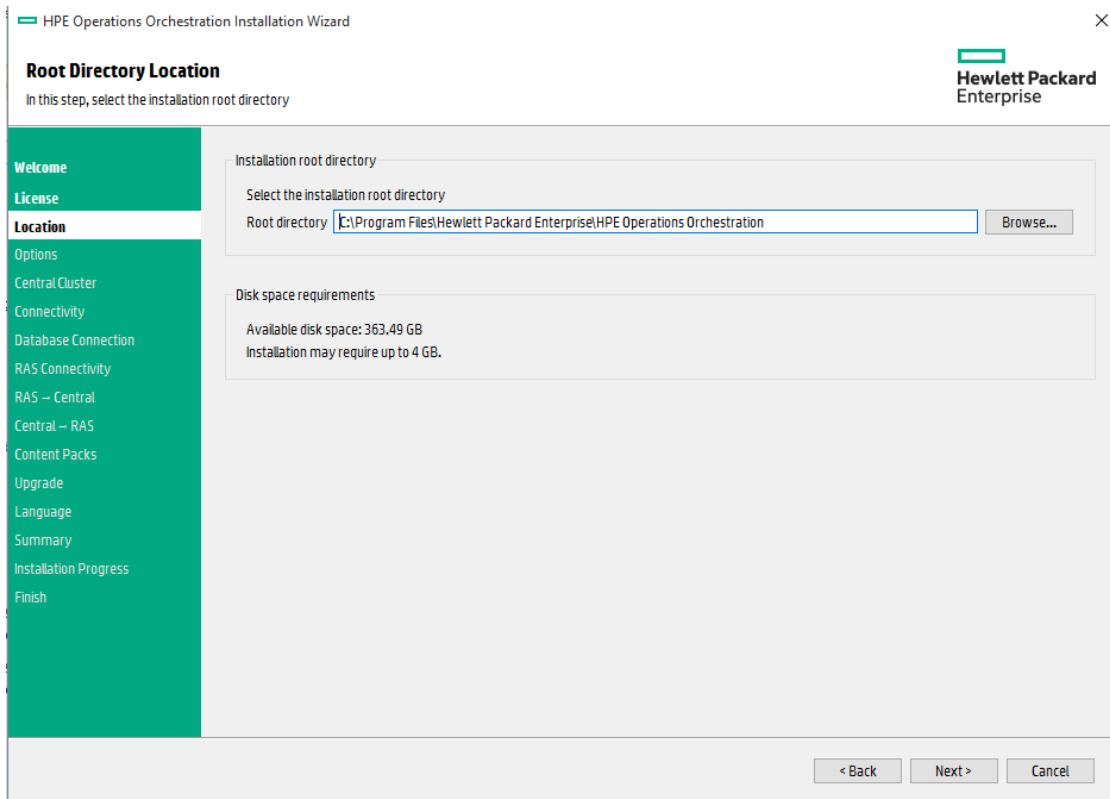 HPE Operations Orchestration Installation Wizard
Root Directory Location
In this step, select the installation root directory
Hewlett Packard
Enterprise
Welcome
License
Location
Options
Central Cluster
Connectivity
Database Connection
RAS Connectivity
RAS → Central
Central → RAS
Content Packs
Upgrade
Language
Summary
Installation Progress
Finish
Installation root directory
Select the installation root directory
Root directory C:\Program Files\Hewlett Packard Enterprise\HPE Operations Orchestration Browse...
Disk space requirements
Available disk space: 363.49 GB
Installation may require up to 4 GB.
< Back Next > Cancel